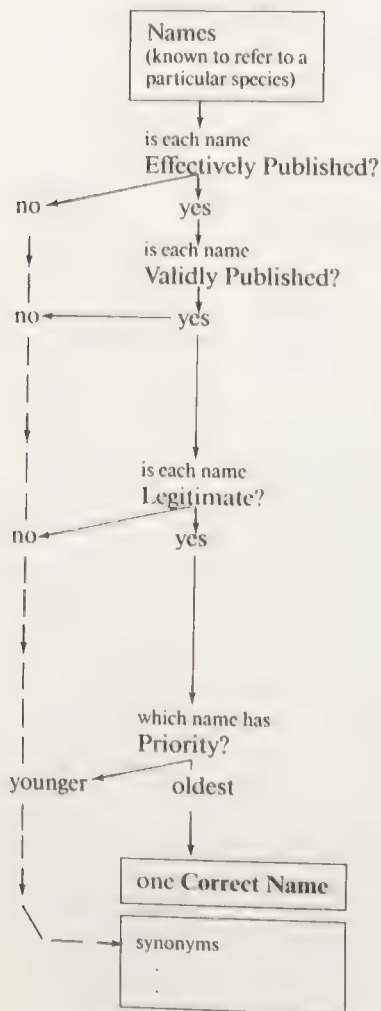 Names
(known to refer to a
particular species)
is each name
Effectively Published?
no
yes
is each name
Validly Published?
no
yes
is each name
Legitimate?
no
yes
which name has
Priority?
younger
oldest
one Correct Name
synonyms
.
.